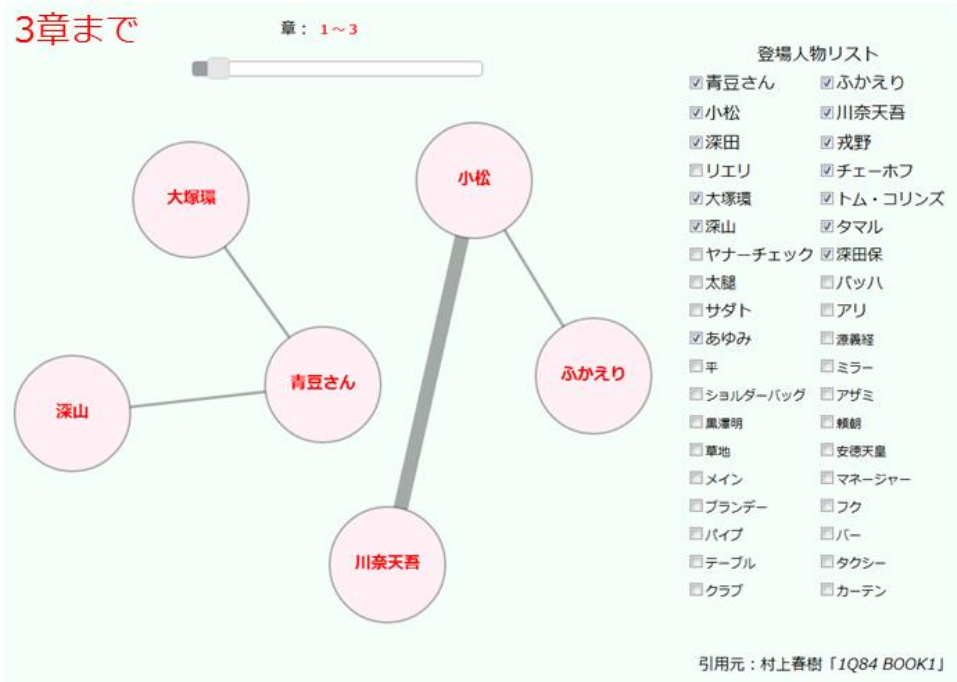 3章まで
章： 1～3
大塚環
小松
青豆さん
ふかえり
深山
川奈天吾
登場人物リスト
青豆さん ふかえり
小松 川奈天吾
深田 戎野
リエリ チェーホフ
大塚環 トム・コリンズ
深山 タマル
ヤナーチェック 深田保
太腿 バッハ
サダト アリ
あゆみ 源義経
平 ミラー
ショルダーバッグ アザミ
黒澤明 頼朝
草地 安徳天皇
メイン マネージャー
ブランデー フク
パイプ バー
テーブル タクシー
クラブ カーテン
引用元：村上春樹「1Q84 BOOK1」